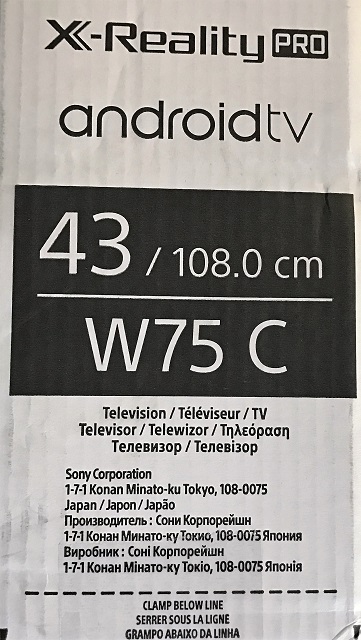 X-Reality PRO
androidtv
43 / 108.0 cm
W75 C
Television / Téléviseur / TV
Televisor / Telewizor / Τηλεόραση
Телевизор / Телевізор
Sony Corporation
1-7-1 Konan Minato-ku Tokyo, 108-0075
Japan / Japon / Japão
Производитель : Сони Корпорейшн
1-7-1 Конан Минато-ку Токио, 108-0075 Япония
Виробник : Соні Корпорейшн
1-7-1 Конан Мінато-ку Токіо, 108-0075 Японія
CLAMP BELOW LINE
SERRER SOUS LA LIGNE
GRAMPO ABAIXO DA LINHA